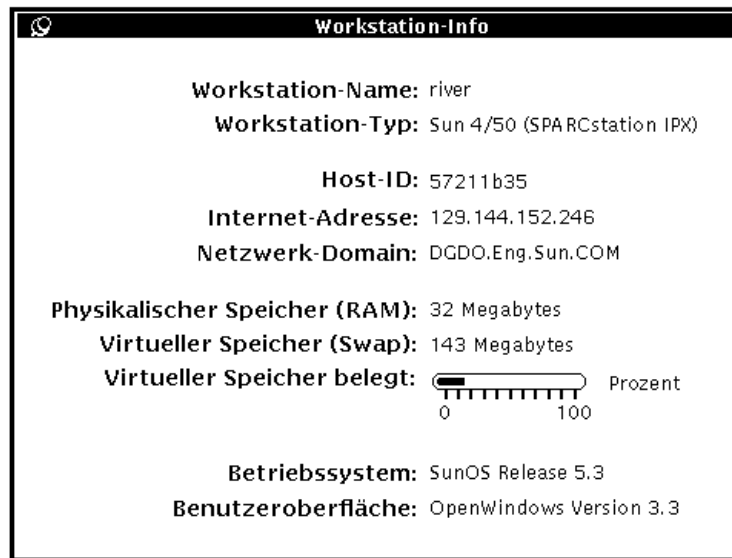 Workstation-Info
Workstation-Name: river
Workstation-Typ: Sun 4/50 (SPARCstation IPX)
Host-ID: 57211b35
Internet-Adresse: 129.144.152.246
Netzwerk-Domain: DGDO.Eng.Sun.COM
Physikalischer Speicher (RAM): 32 Megabytes
Virtueller Speicher (Swap): 143 Megabytes
Virtueller Speicher belegt: Prozent
0 100
Betriebssystem: SunOS Release 5.3
Benutzeroberfläche: OpenWindows Version 3.3